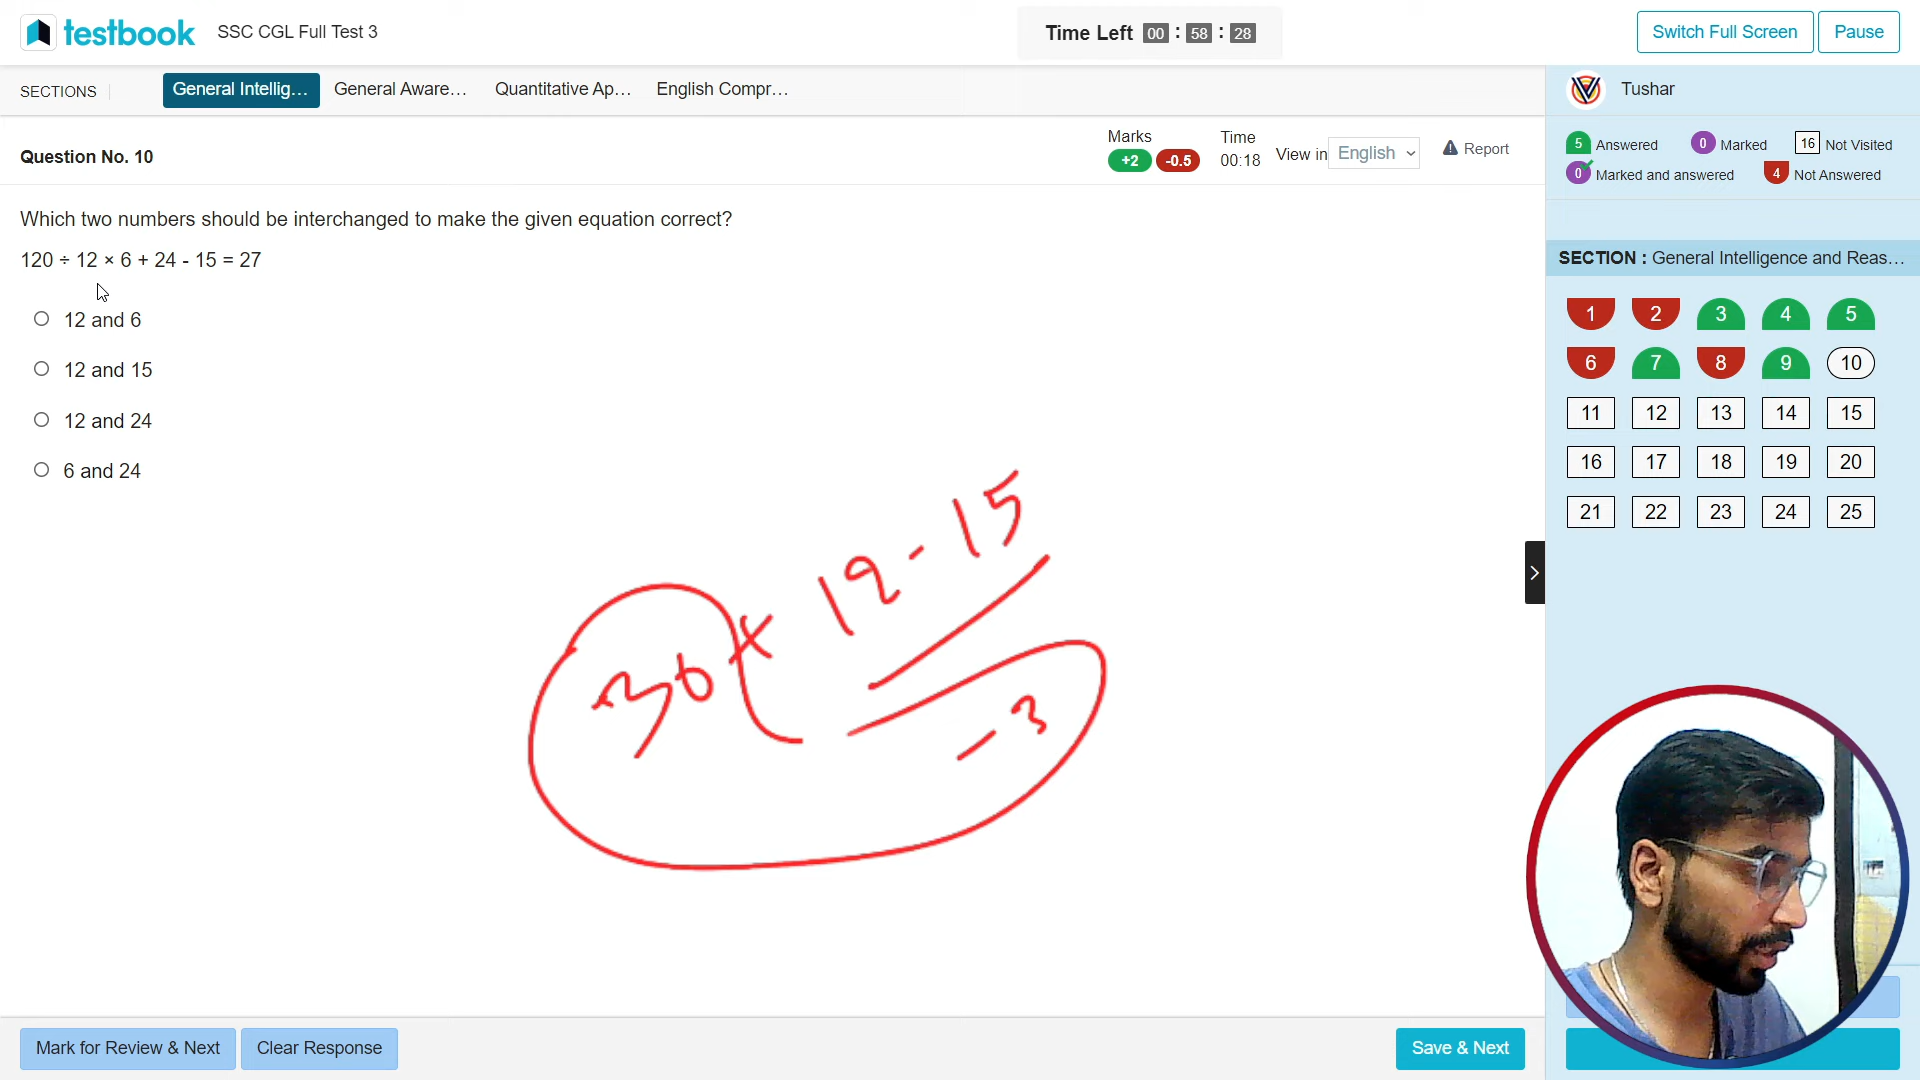 testbook SSC CGL Full Test 3 Time Left 00 : 58 : 28 Switch Full Screen Pause
SECTIONS General Intellig... General Aware... Quantitative Ap... English Compr...
Tushar
Question No. 10
Marks
+2 -0.5
Time
00:18
View in English
Report
5 Answered 0 Marked 16 Not Visited
0 Marked and answered 4 Not Answered
Which two numbers should be interchanged to make the given equation correct?
120 ÷ 12 × 6 + 24 - 15 = 27
12 and 6
12 and 15
12 and 24
6 and 24
SECTION : General Intelligence and Reas...
1 2 3 4 5
6 7 8 9 10
11 12 13 14 15
16 17 18 19 20
21 22 23 24 25
12 - 15
30 +
- 3
Mark for Review & Next Clear Response Save & Next